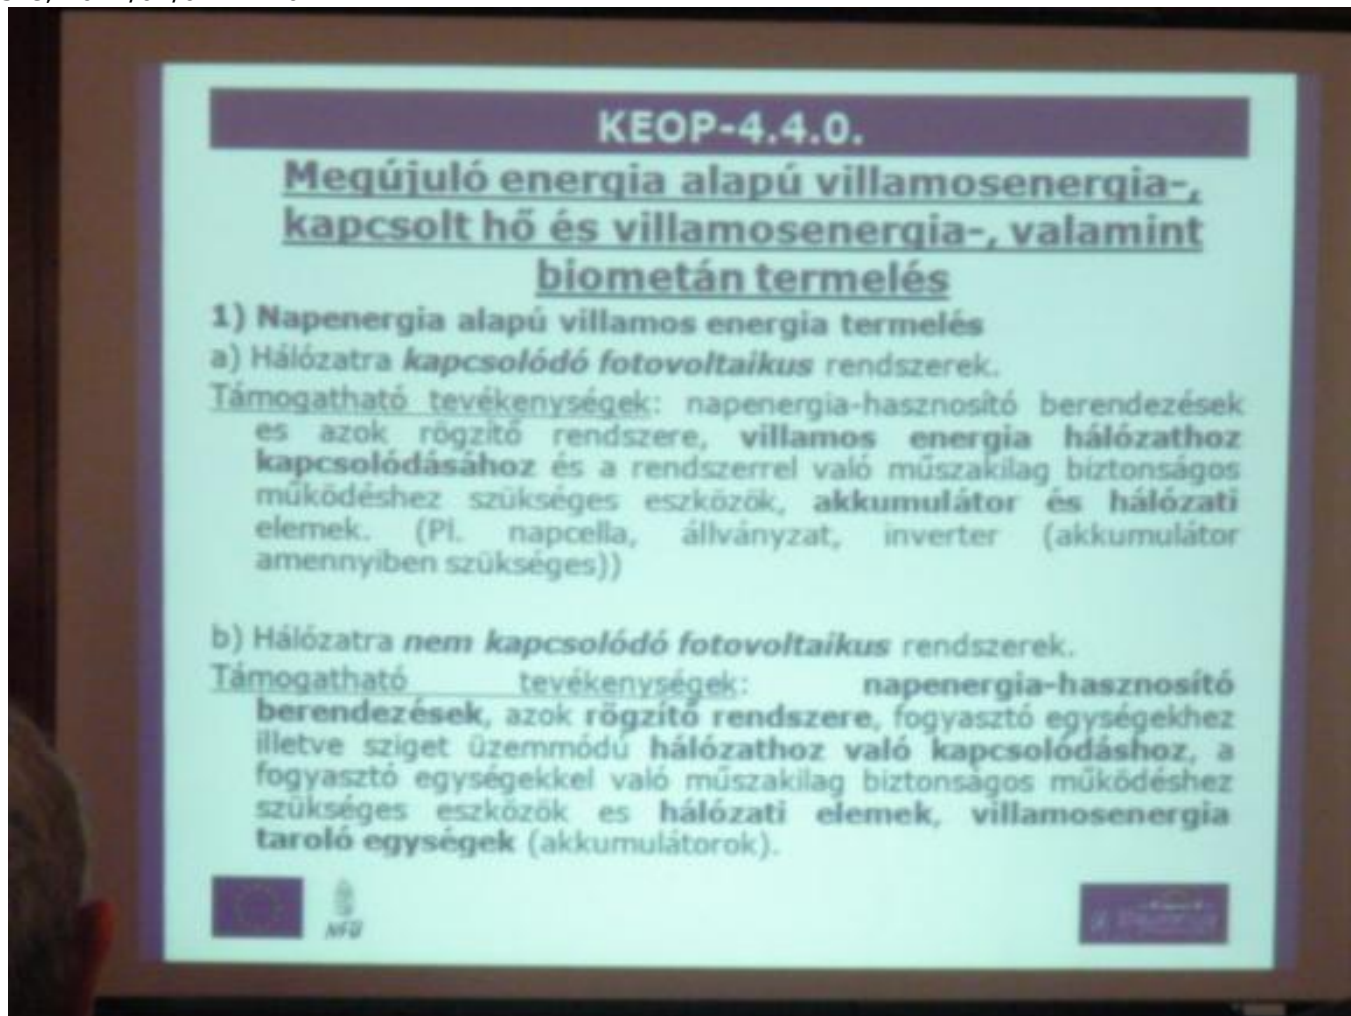 KEOP-4.4.0.
Megújuló energia alapú villamosenergia-,
kapcsolt hő és villamosenergia-, valamint
biometán termelés
1) Napenergia alapú villamos energia termelés
a) Hálózatra kapcsolódó fotovoltaikus rendszerek.
Támogatható tevékenységek: napenergia-hasznosító berendezések
es azok rögzítő rendszere, villamos energia hálózathoz
kapcsolódásához és a rendszerrel való műszakilag biztonságos
működéshez szükséges eszközök, akkumulátor és hálózati
elemek. (Pl. napcella, állványzat, inverter (akkumulátor
amennyiben szükséges))
b) Hálózatra nem kapcsolódó fotovoltaikus rendszerek.
Támogatható tevékenységek: napenergia-hasznosító
berendezések, azok rögzítő rendszere, fogyasztó egységekhez
illetve sziget üzemmódú hálózathoz való kapcsolódáshoz, a
fogyasztó egységekkel való műszakilag biztonságos működéshez
szükséges eszközök es hálózati elemek, villamosenergia
taroló egységek (akkumulátorok).
NFÜ